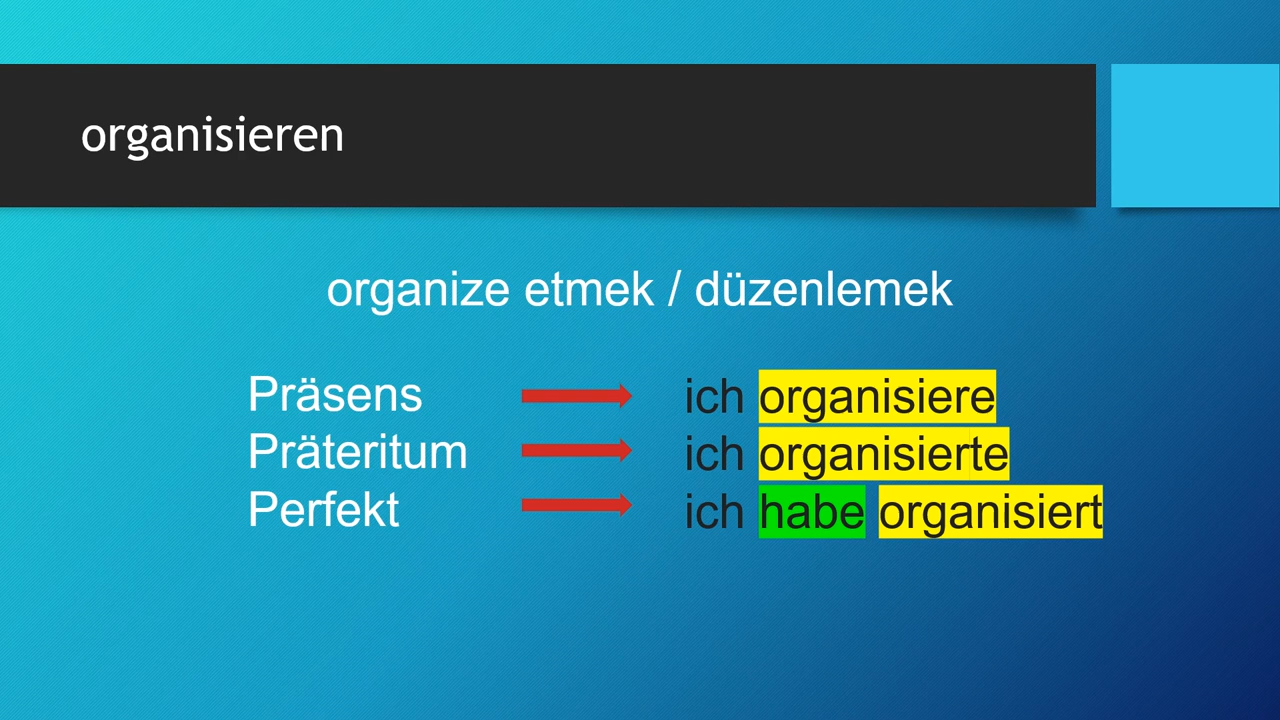 organisieren
organize etmek / düzenlemek
Präsens ich organisiere
Präteritum ich organisierte
Perfekt ich habe organisiert